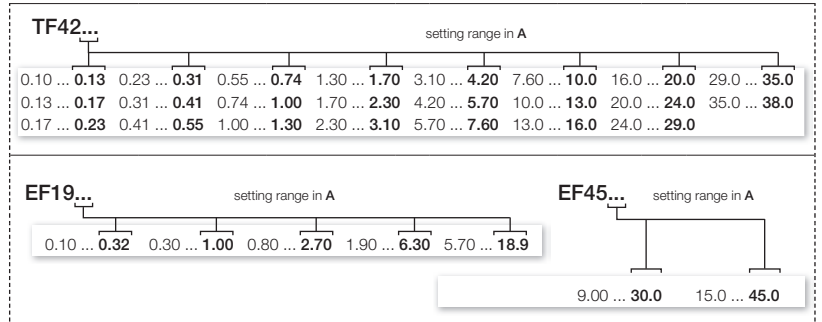 TF42...
setting range in A
0.10 ... 0.13 0.23 ... 0.31 0.55 ... 0.74 1.30 ... 1.70 3.10 ... 4.20 7.60 ... 10.0 16.0 ... 20.0 29.0 ... 35.0
0.13 ... 0.17 0.31 ... 0.41 0.74 ... 1.00 1.70 ... 2.30 4.20 ... 5.70 10.0 ... 13.0 20.0 ... 24.0 35.0 ... 38.0
0.17 ... 0.23 0.41 ... 0.55 1.00 ... 1.30 2.30 ... 3.10 5.70 ... 7.60 13.0 ... 16.0 24.0 ... 29.0
EF19...
setting range in A
0.10 ... 0.32 0.30 ... 1.00 0.80 ... 2.70 1.90 ... 6.30 5.70 ... 18.9
EF45...
setting range in A
9.00 ... 30.0 15.0 ... 45.0